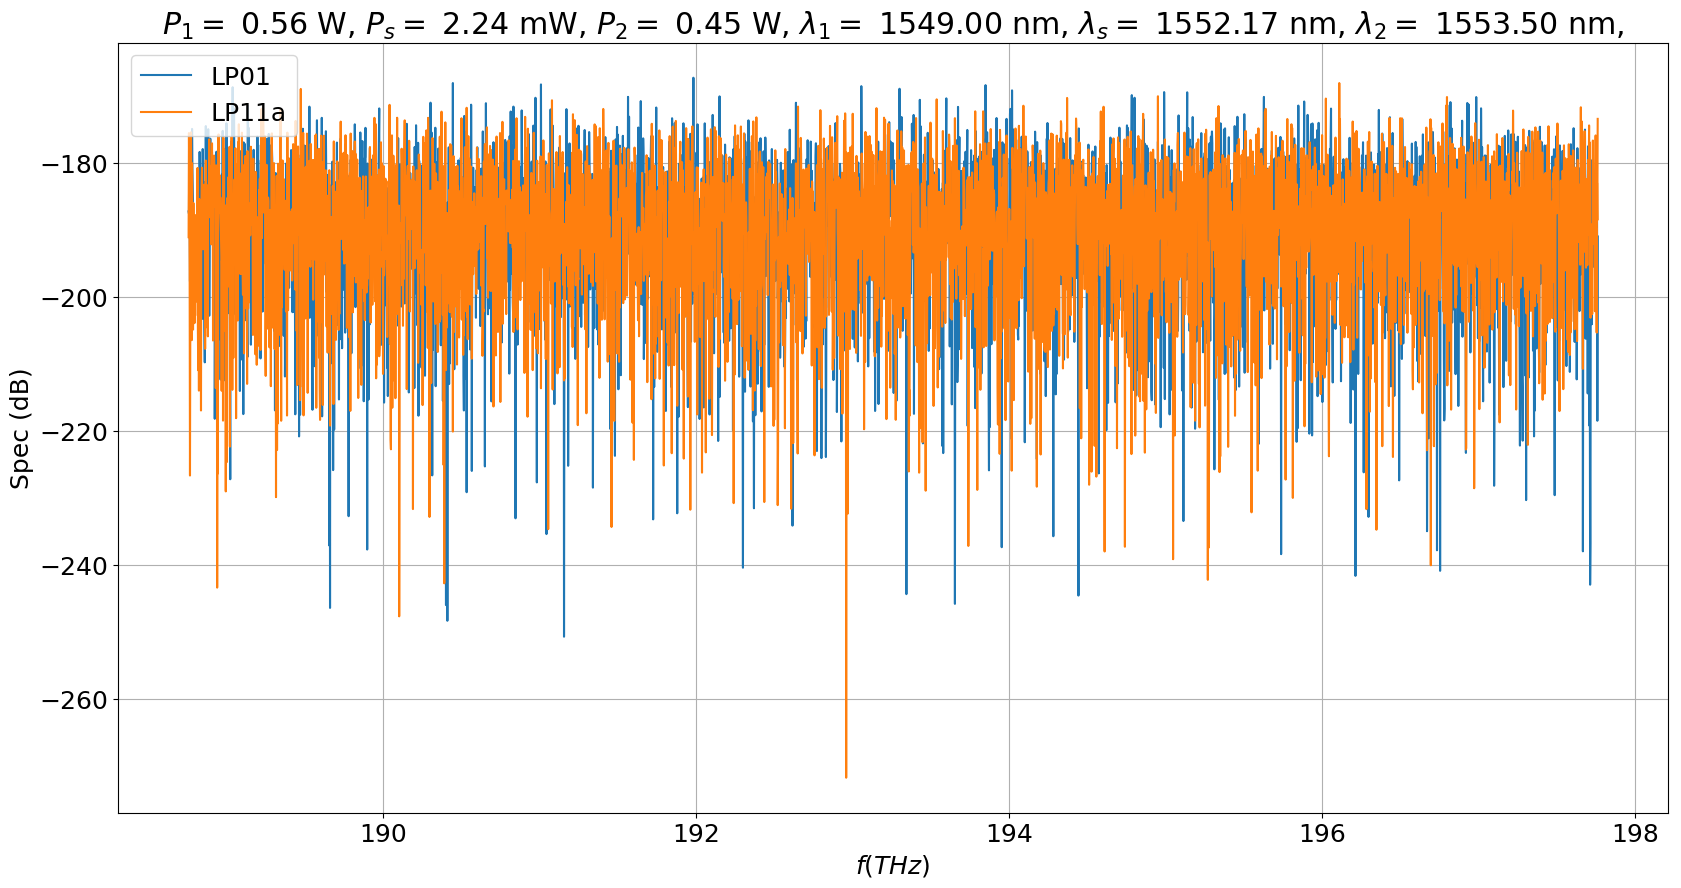 P₁ = 0.56 W, Pₛ = 2.24 mW, P₂ = 0.45 W, λ₁ = 1549.00 nm, λₛ = 1552.17 nm, λ₂ = 1553.50 nm,
LP01
LP11a
−180
−200
−220
−240
−260
Spec (dB)
190 192 194 196 198
f(THz)